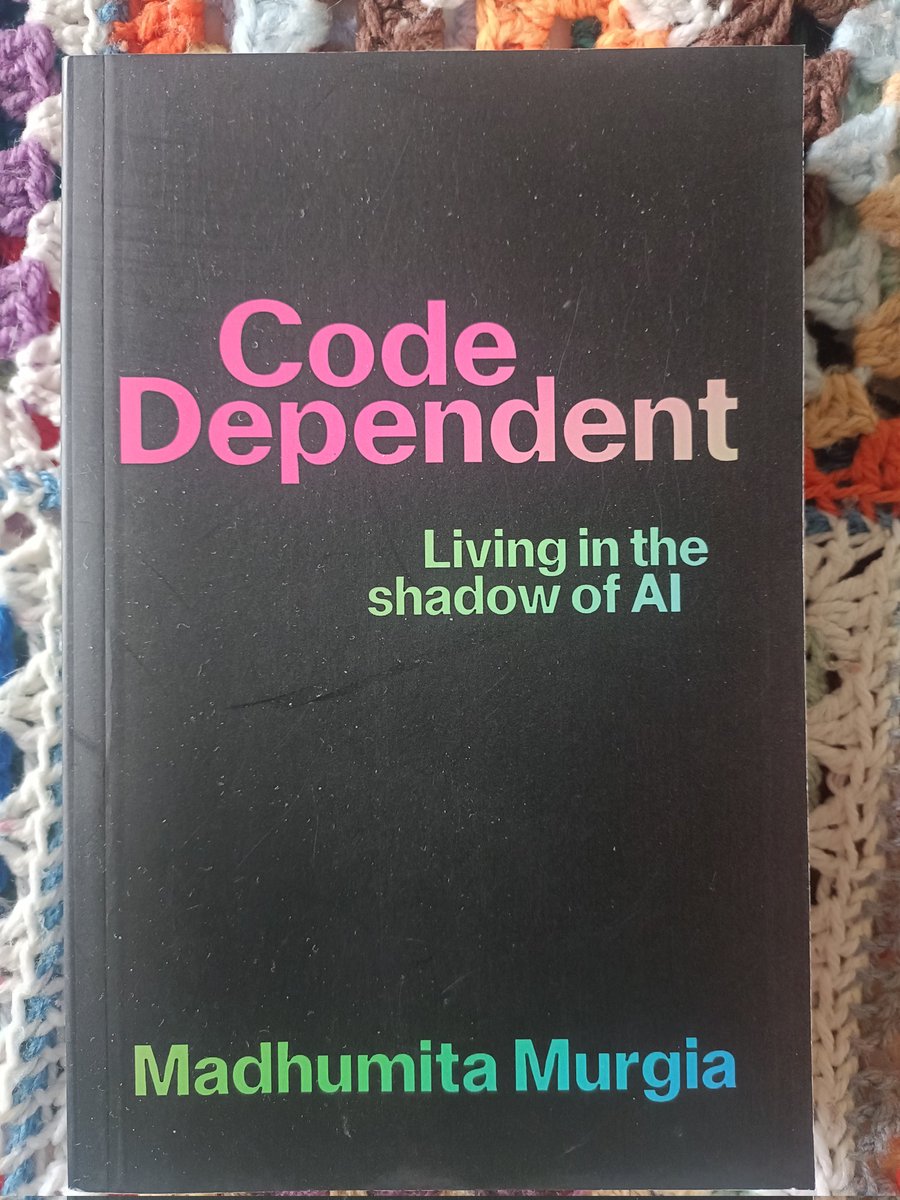 Code
Dependent
Living in the
shadow of AI
Madhumita Murgia